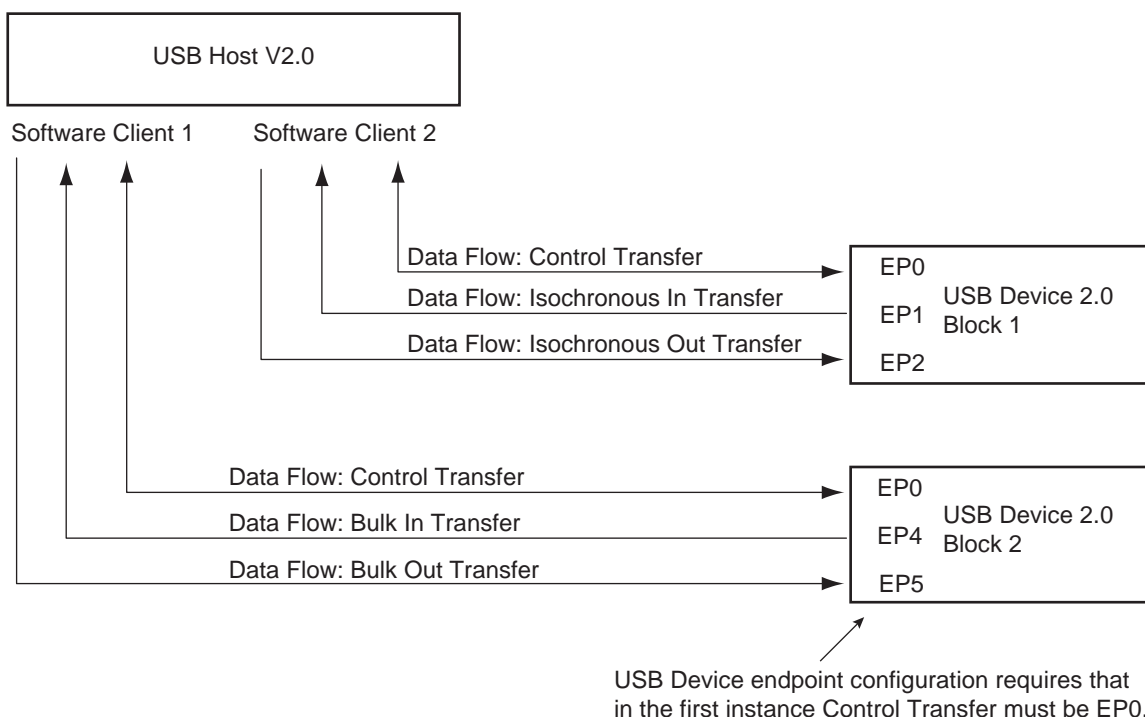 USB Host V2.0
Software Client 1
Software Client 2
Data Flow: Control Transfer
Data Flow: Isochronous In Transfer
Data Flow: Isochronous Out Transfer
EP0
EP1
EP2
USB Device 2.0
Block 1
Data Flow: Control Transfer
Data Flow: Bulk In Transfer
Data Flow: Bulk Out Transfer
EP0
EP4
EP5
USB Device 2.0
Block 2
USB Device endpoint configuration requires that
in the first instance Control Transfer must be EP0.